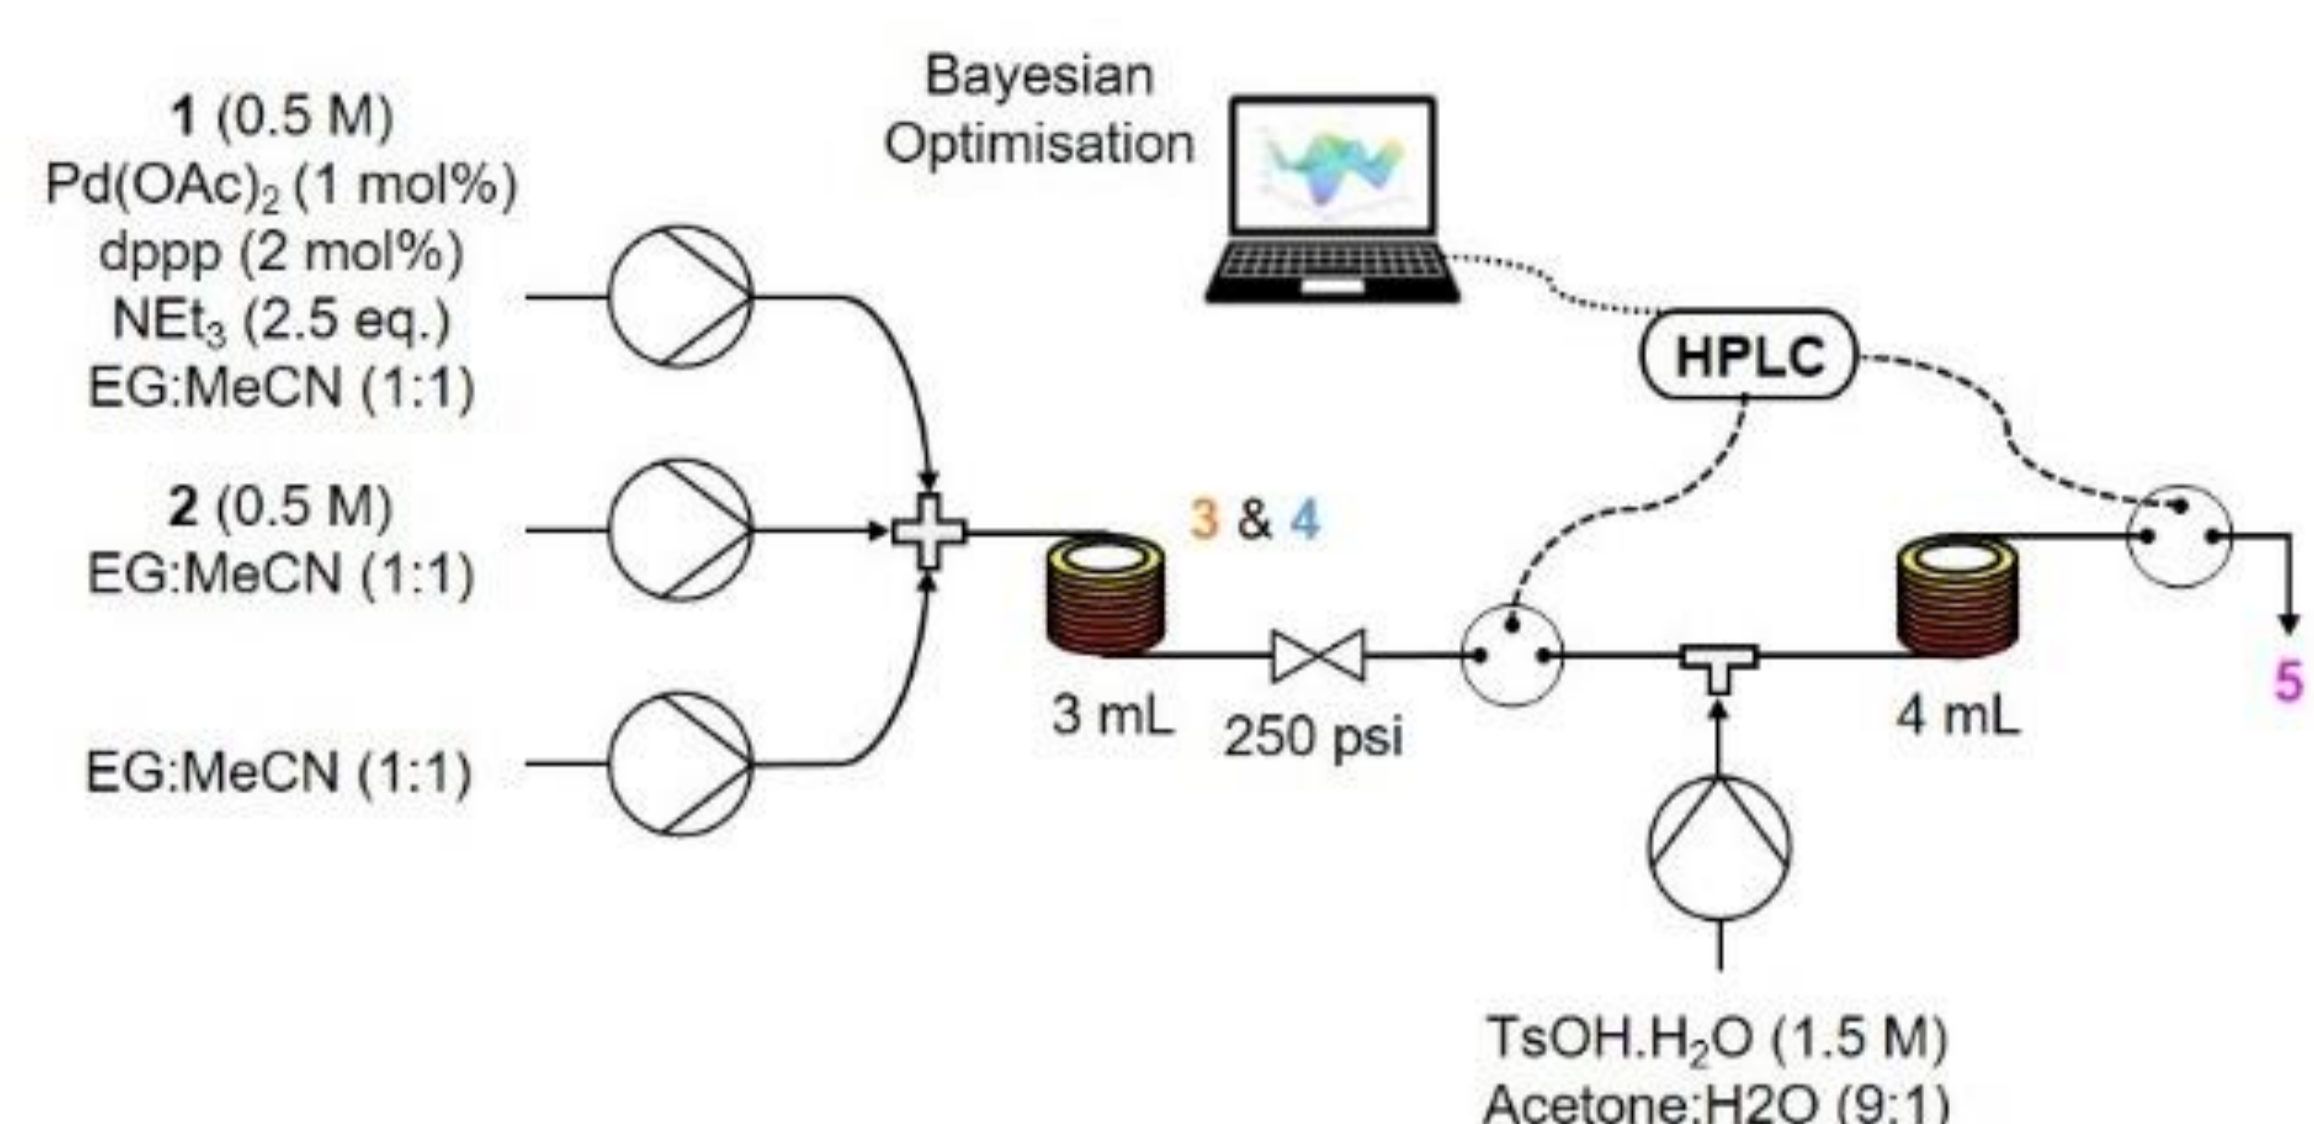 Bayesian
Optimisation
1 (0.5 M)
Pd(OAc)₂ (1 mol%)
dppp (2 mol%)
NEt₃ (2.5 eq.)
EG:MeCN (1:1)
2 (0.5 M)
EG:MeCN (1:1)
EG:MeCN (1:1)
HPLC
3 & 4
3 mL
250 psi
4 mL
5
TsOH.H₂O (1.5 M)
Acetone:H2O (9:1)